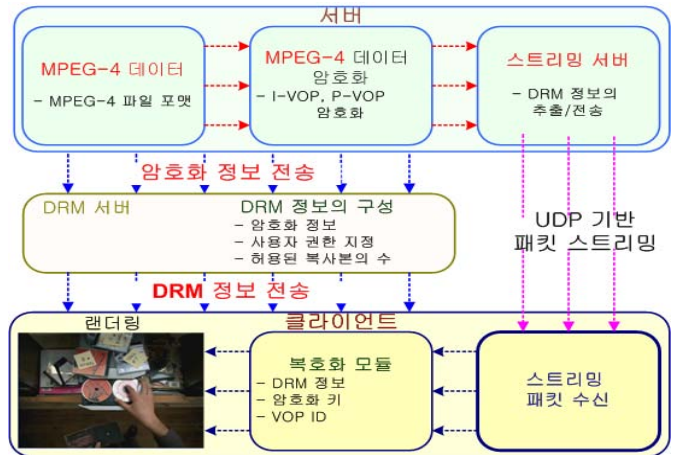 서버
MPEG-4 데이터
- MPEG-4 파일 포맷
MPEG-4 데이터
암호화
- I-VOP, P-VOP
암호화
스트리밍 서버
- DRM 정보의
추출/전송
암호화 정보 전송
DRM 서버
DRM 정보의 구성
- 암호화 정보
- 사용자 권한 지정
- 허용된 복사본의 수
UDP 기반
패킷 스트리밍
DRM 정보 전송
클라이언트
랜더링
복호화 모듈
- DRM 정보
- 암호화 키
- VOP ID
스트리밍
패킷 수신